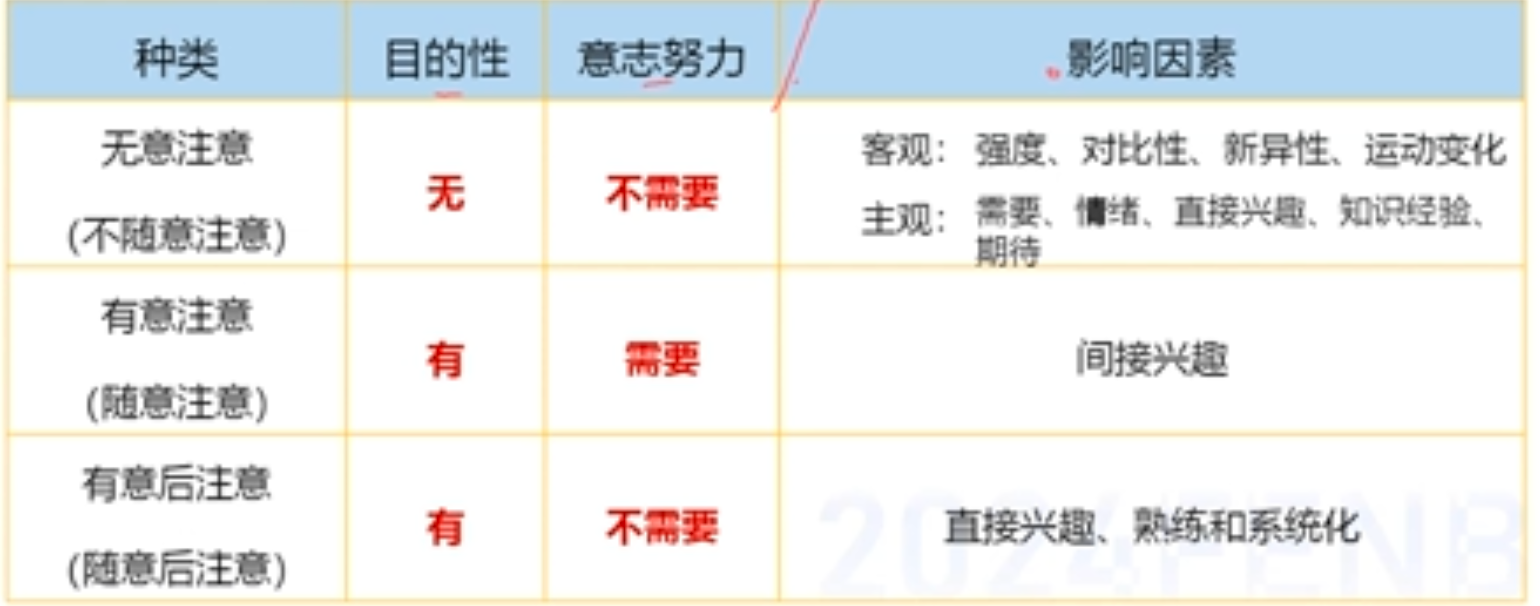 种类 目的性 意志努力 影响因素
无意注意
(不随意注意)
无 不需要
客观： 强度、对比性、新异性、运动变化
主观： 需要、情绪、直接兴趣、知识经验、
期待
有意注意
(随意注意)
有 需要 间接兴趣
有意后注意
(随意后注意)
有 不需要 直接兴趣、熟练和系统化
2024FENB